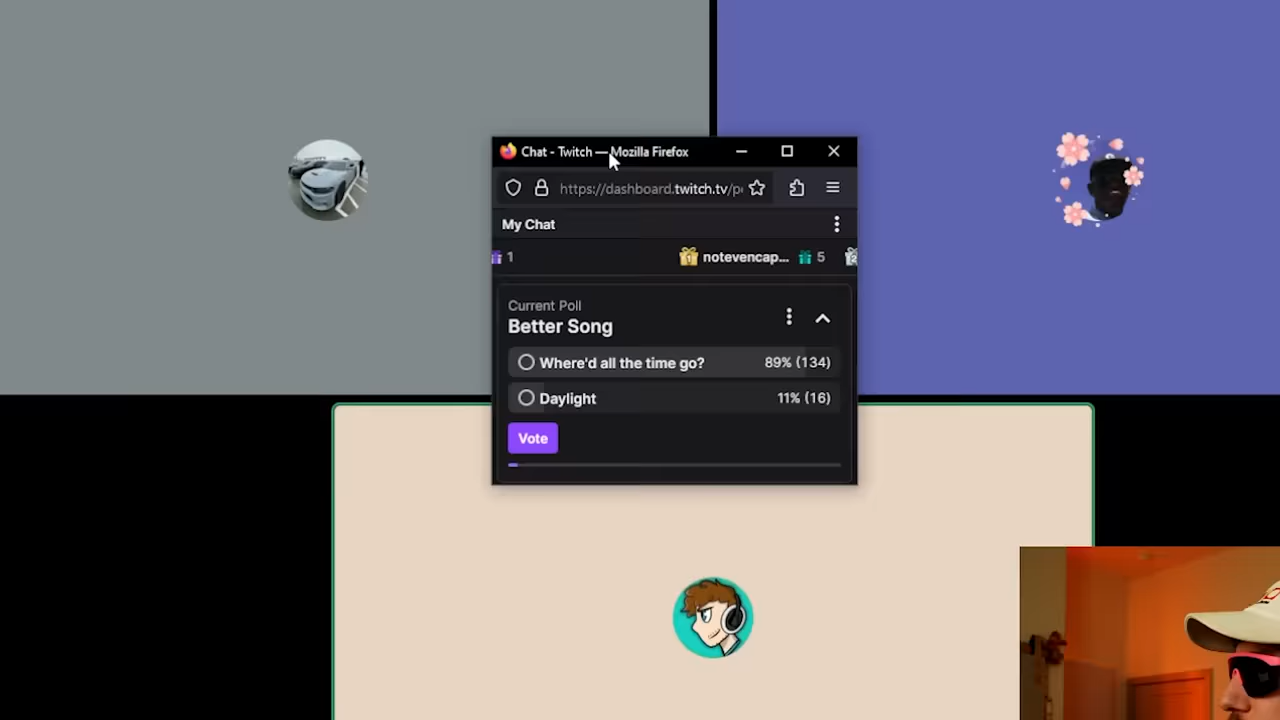 Chat - Twitch — Mozilla Firefox
https://dashboard.twitch.tv/p
My Chat
1 notevencap... 5
Current Poll
Better Song
Where'd all the time go? 89% (134)
Daylight 11% (16)
Vote